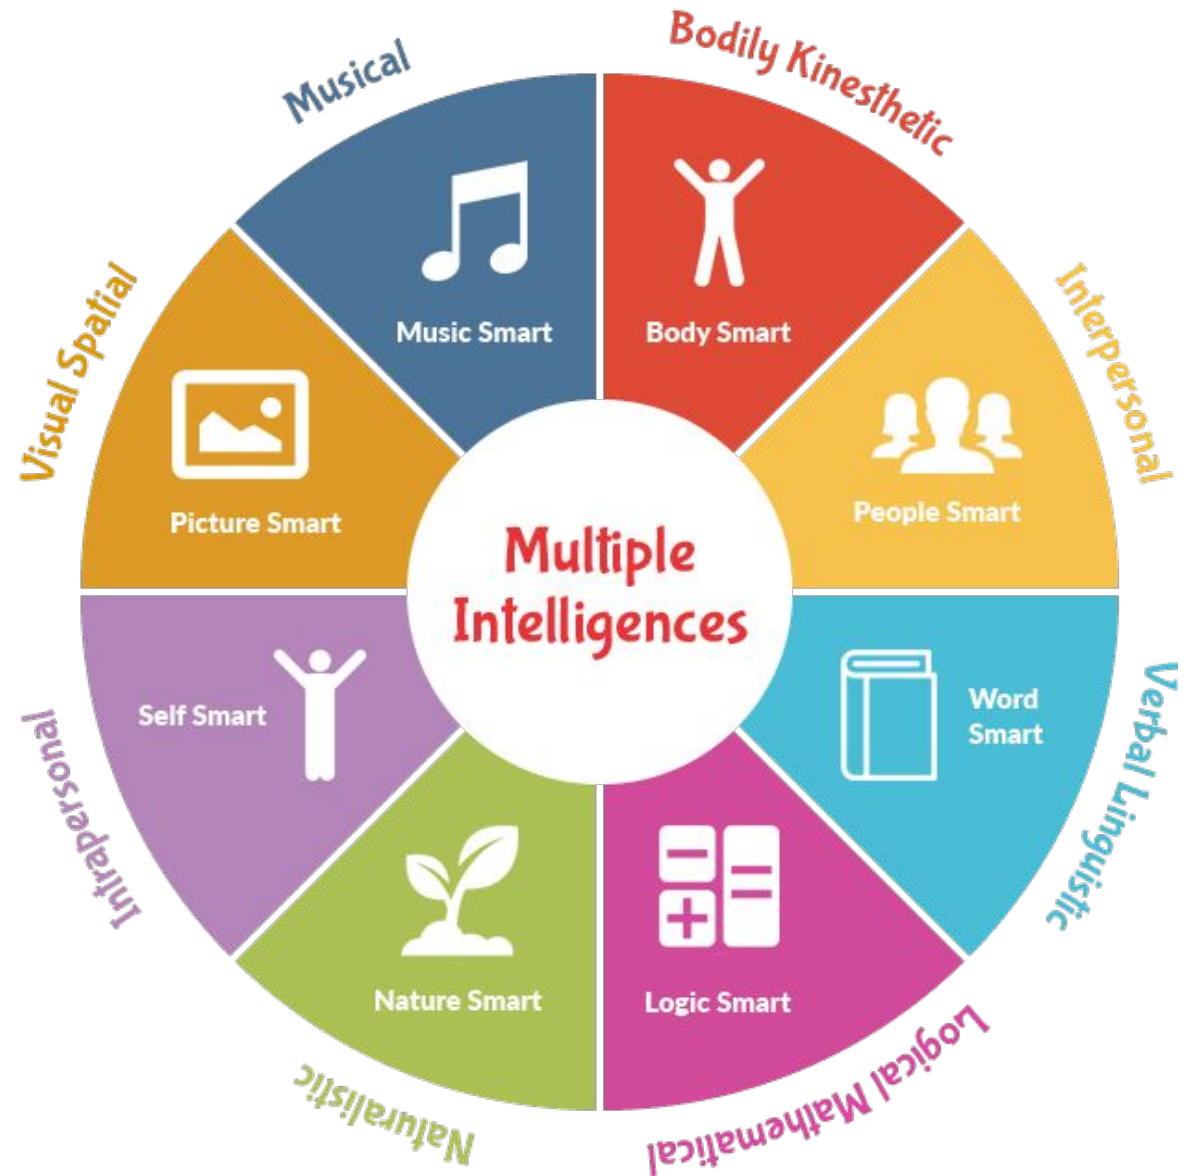 Musical
Bodily Kinesthetic
Music Smart
Body Smart
Visual Spatial
Interpersonal
Picture Smart
People Smart
Multiple
Intelligences
Self Smart
Word
Smart
Intrapersonal
Verbal Linguistic
Nature Smart
Logic Smart
Naturalistic
Logical Mathematical